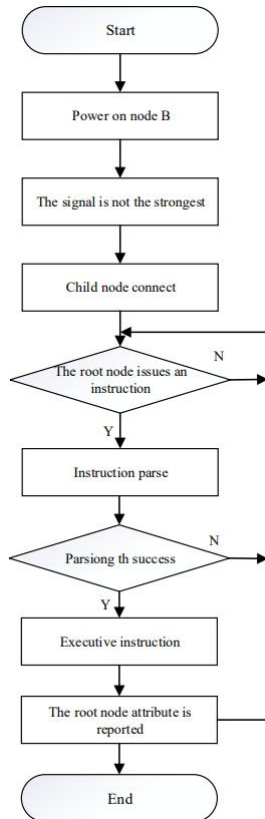 Start
Power on node B
The signal is not the strongest
Child node connect
N
The root node issues an
instruction
Y
Instruction parse
N
Parsiong th success
Y
Executive instruction
The root node attribute is
reported
End